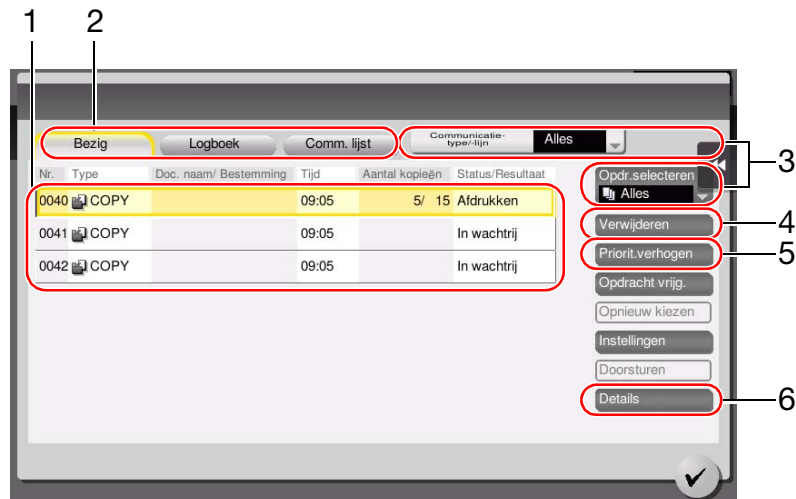 1 2
Bezig Logboek Comm. lijst Communicatie-
type/-lijn Alles
3
Nr. Type Doc. naam/ Bestemming Tijd Aantal kopieën Status/Resultaat
Opdr.selecteren
Alles
0040 COPY 09:05 5/ 15 Afdrukken
0041 COPY 09:05 In wachtrij
0042 COPY 09:05 In wachtrij
Verwijderen 4
Priorit.verhogen 5
Opdracht vrijg.
Opnieuw kiezen
Instellingen
Doorsturen
Details 6